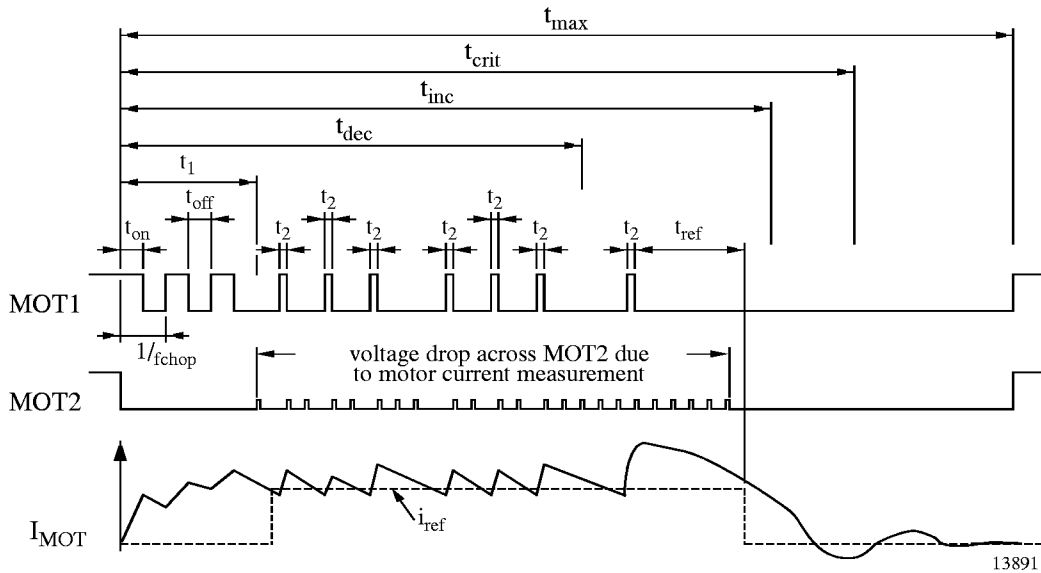 tmax
tcrit
tinc
tdec
t1
toff
t2
t2
ton
t2
t2
t2
t2
t2
tref
MOT1
1/fchop
voltage drop across MOT2 due
to motor current measurement
MOT2
iref
IMOT
13891